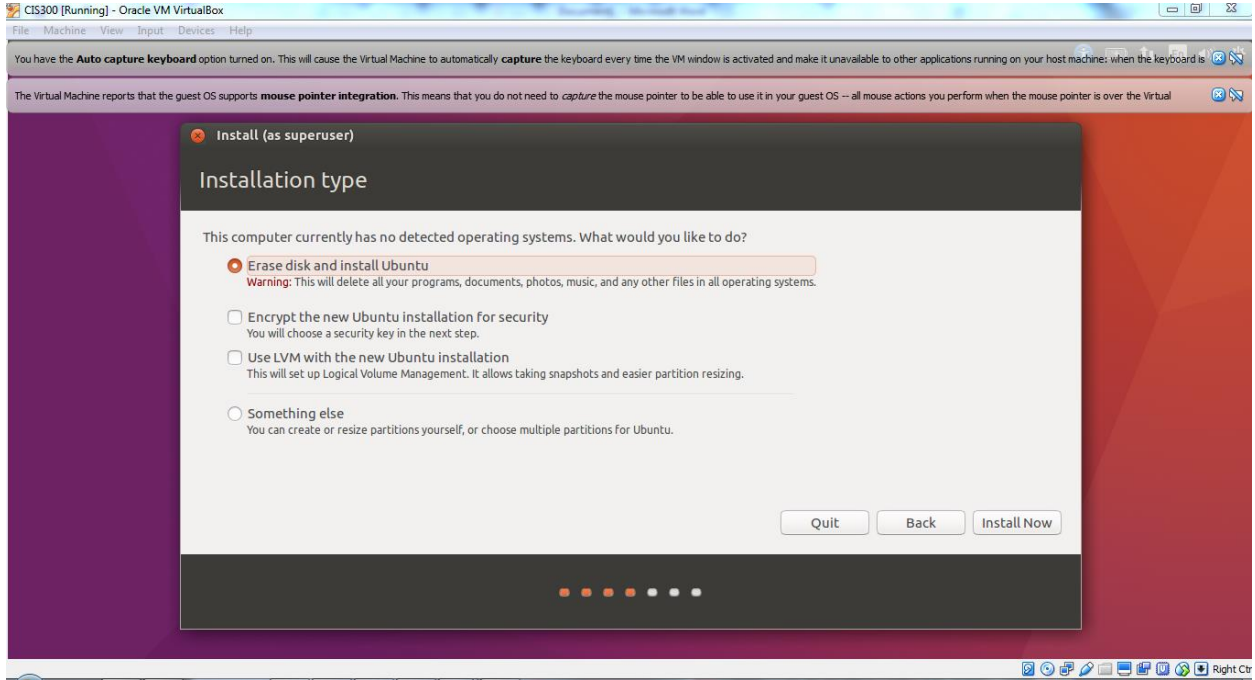 CIS300 [Running] - Oracle VM VirtualBox
File Machine View Input Devices Help
You have the Auto capture keyboard option turned on. This will cause the Virtual Machine to automatically capture the keyboard every time the VM window is activated and make it unavailable to other applications running on your host machine: when the keyboard is
The Virtual Machine reports that the guest OS supports mouse pointer integration. This means that you do not need to capture the mouse pointer to be able to use it in your guest OS -- all mouse actions you perform when the mouse pointer is over the Virtual
Install (as superuser)
Installation type
This computer currently has no detected operating systems. What would you like to do?
Erase disk and install Ubuntu
Warning: This will delete all your programs, documents, photos, music, and any other files in all operating systems.
Encrypt the new Ubuntu installation for security
You will choose a security key in the next step.
Use LVM with the new Ubuntu installation
This will set up Logical Volume Management. It allows taking snapshots and easier partition resizing.
Something else
You can create or resize partitions yourself, or choose multiple partitions for Ubuntu.
Quit Back Install Now
Right Ctr